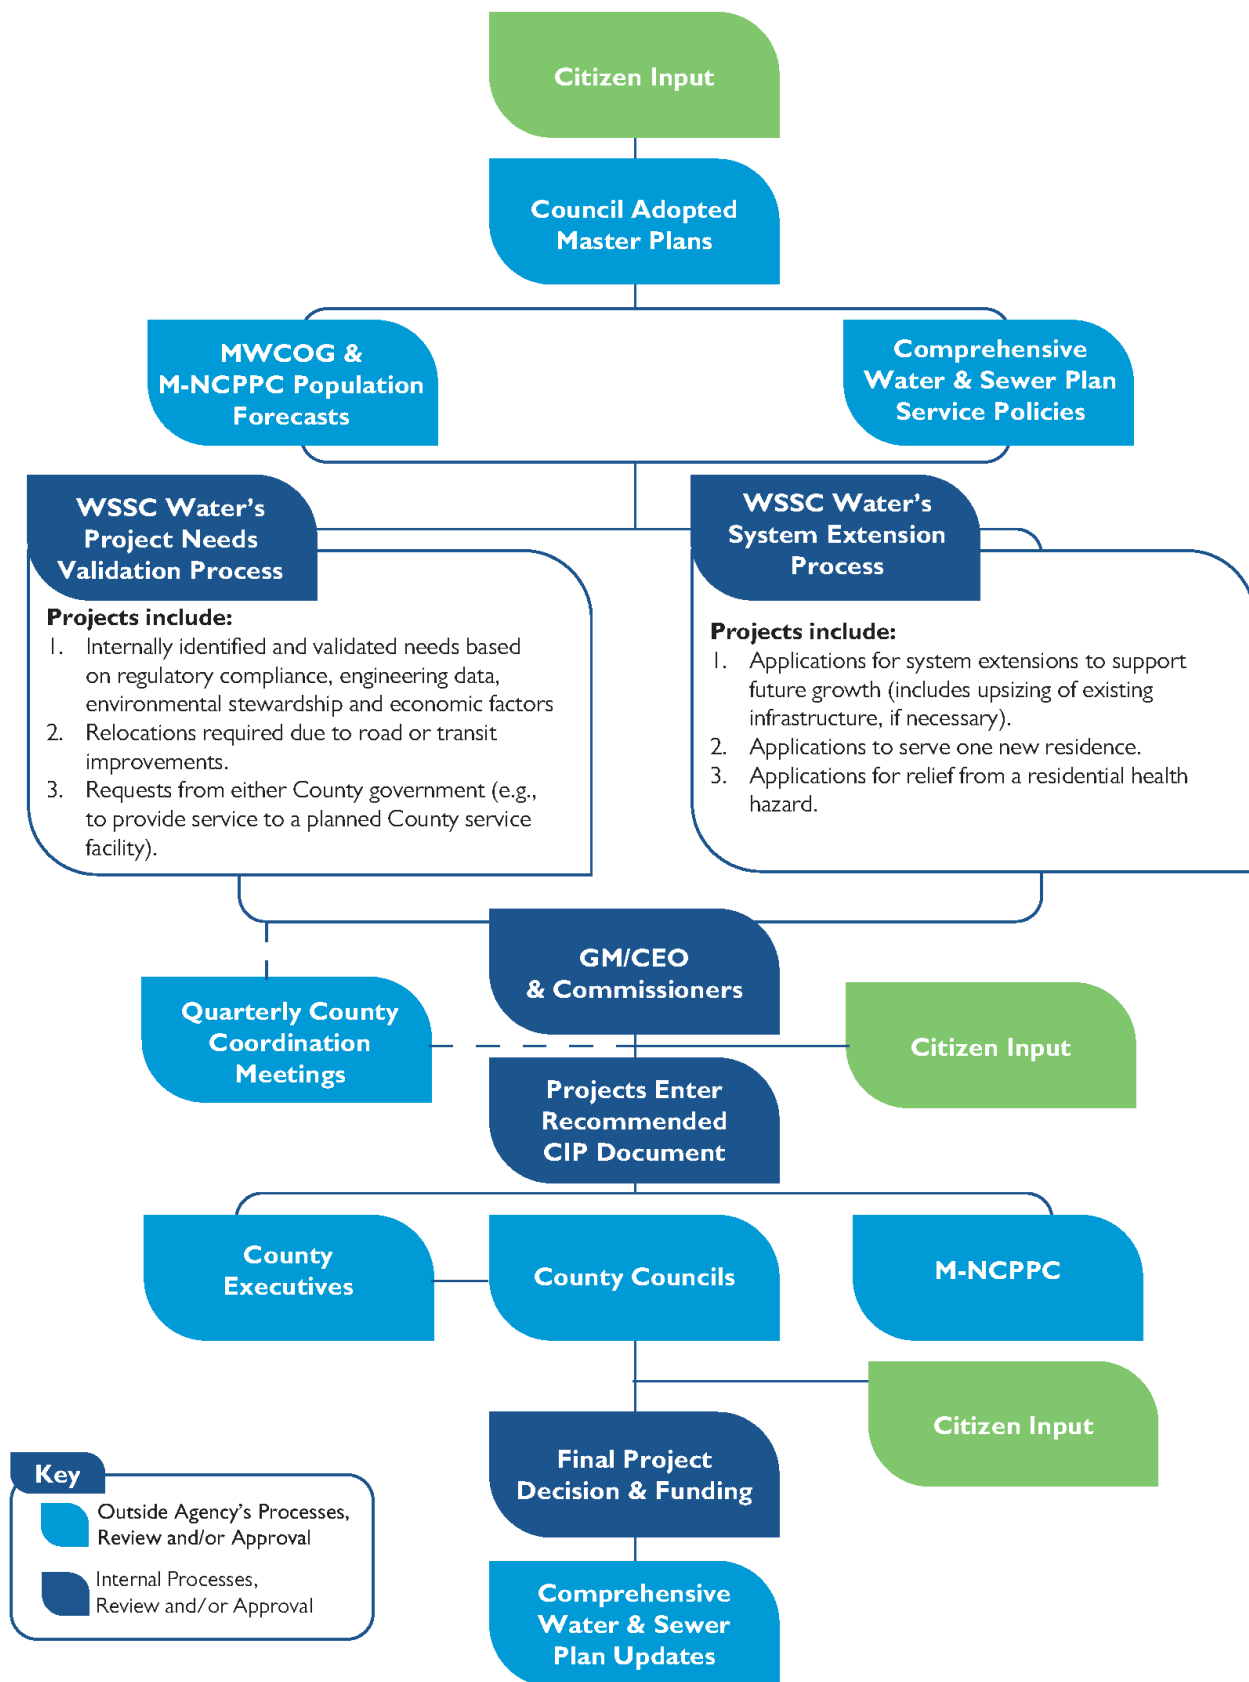 Citizen Input
Council Adopted
Master Plans
MWCOG &
M-NCPPC Population
Forecasts
Comprehensive
Water & Sewer Plan
Service Policies
WSSC Water’s
Project Needs
Validation Process
Projects include:
1. Internally identified and validated needs based
on regulatory compliance, engineering data,
environmental stewardship and economic factors
2. Relocations required due to road or transit
improvements.
3. Requests from either County government (e.g.,
to provide service to a planned County service
facility).
WSSC Water’s
System Extension
Process
Projects include:
1. Applications for system extensions to support
future growth (includes upsizing of existing
infrastructure, if necessary).
2. Applications to serve one new residence.
3. Applications for relief from a residential health
hazard.
GM/CEO
& Commissioners
Quarterly County
Coordination
Meetings
Citizen Input
Projects Enter
Recommended
CIP Document
County
Executives
County Councils
M-NCPPC
Citizen Input
Final Project
Decision & Funding
Key
Outside Agency’s Processes,
Review and/or Approval
Internal Processes,
Review and/or Approval
Comprehensive
Water & Sewer
Plan Updates